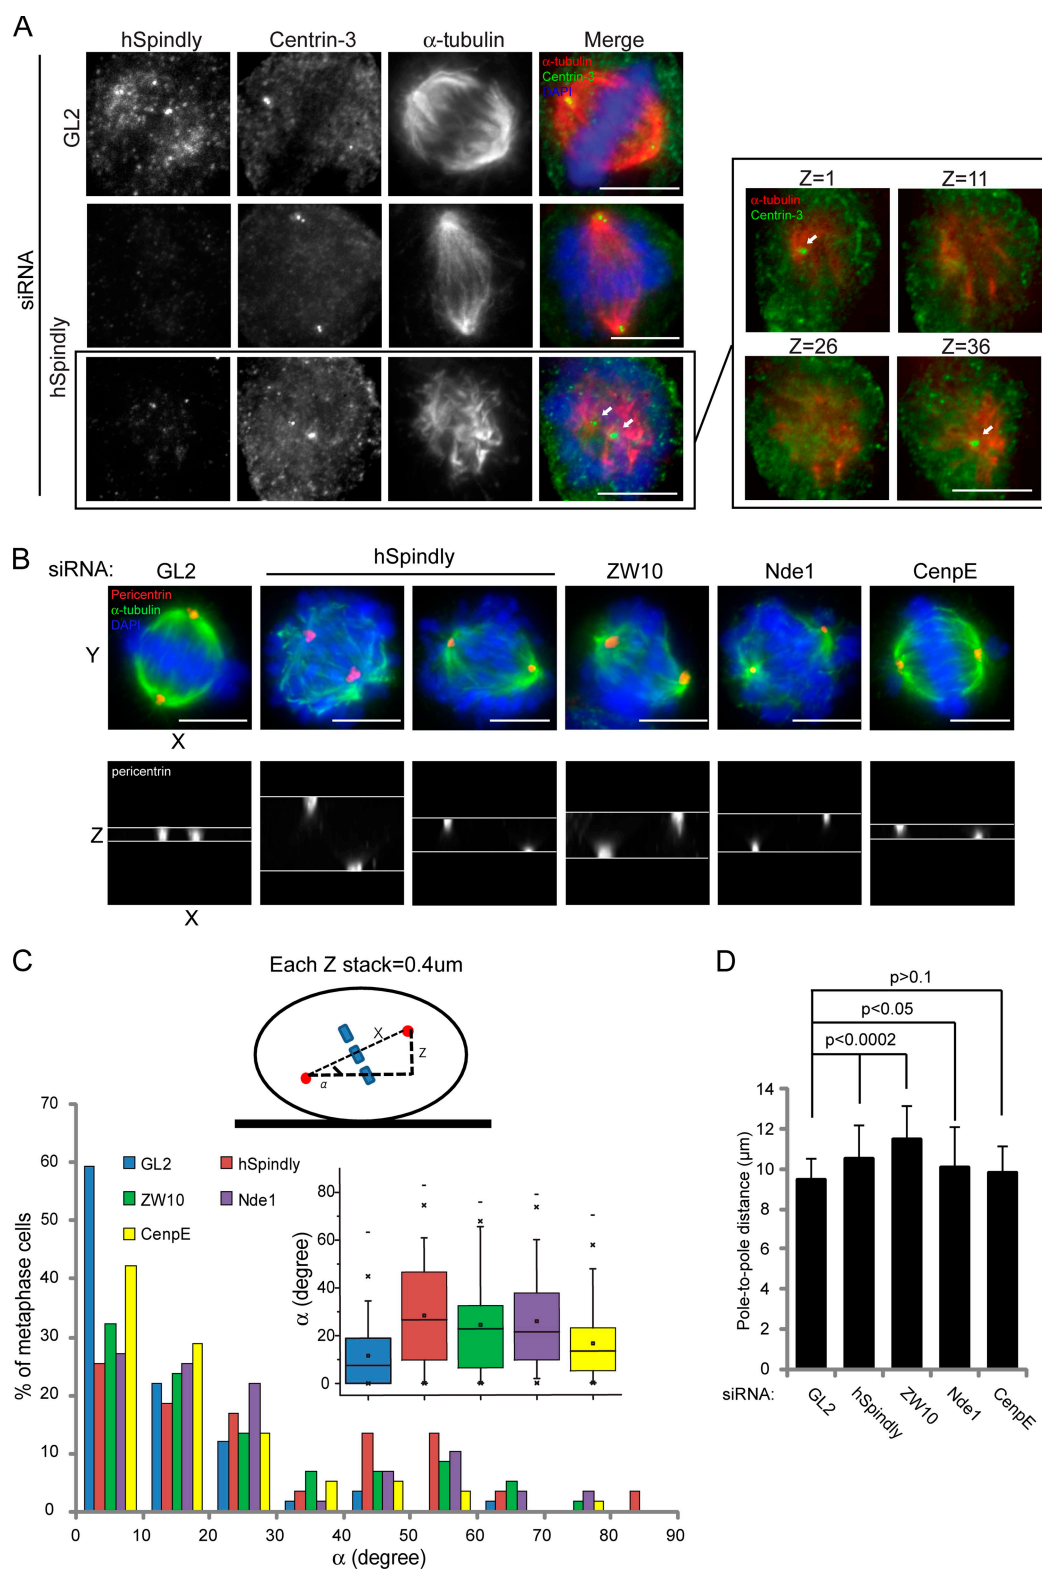 A
hSpindly Centrin-3 α-tubulin Merge
α-tubulin
Centrin-3
DAPI
GL2
siRNA
hSpindly
Z=1 Z=11
α-tubulin
Centrin-3
Z=26 Z=36
B
siRNA: GL2 hSpindly ZW10 Nde1 CenpE
Pericentrin
α-tubulin
DAPI
Y
X
pericentrin
Z
X
C
Each Z stack=0.4um
X
Z
α
70
60
50
40
30
20
10
0
% of metaphase cells
GL2 hSpindly
ZW10 Nde1
CenpE
80
60
40
20
0
α (degree)
0 10 20 30 40 50 60 70 80 90
α (degree)
D
p>0.1
p<0.05
p<0.0002
14
12
10
8
6
4
2
0
Pole-to-pole distance (µm)
siRNA: GL2 hSpindly ZW10 Nde1 CenpE